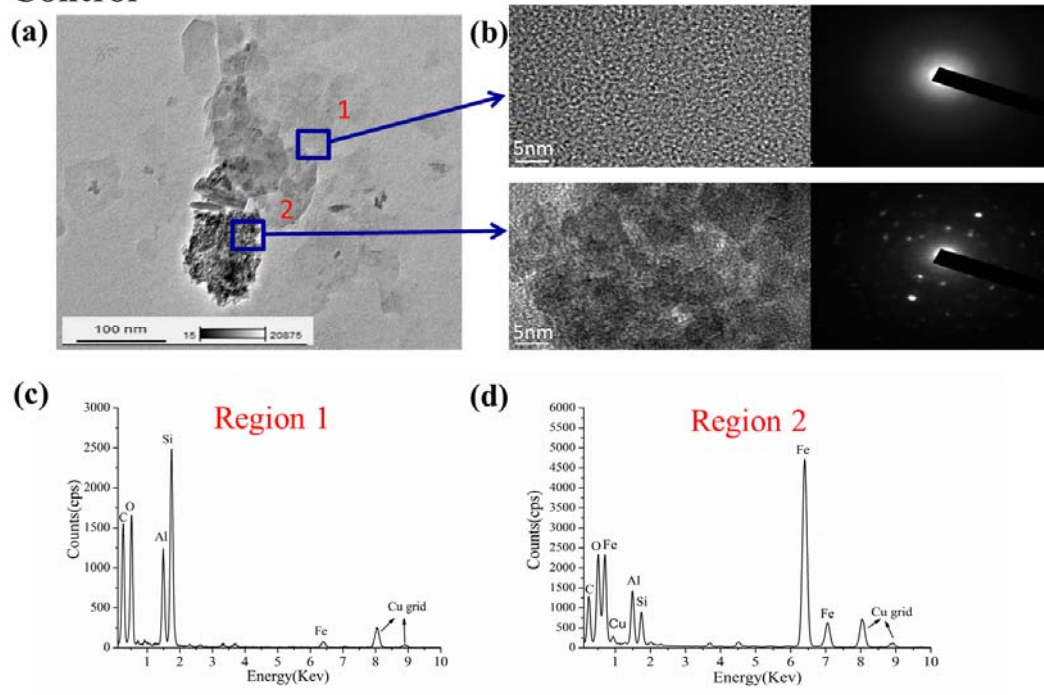 (a)
1
2
100 nm
15
20875
(b)
5nm
5nm
(c)
Region 1
Counts(cps)
3000
2500
2000
1500
1000
500
0
C
O
Al
Si
Fe
Cu grid
1 2 3 4 5 6 7 8 9 10
Energy(Kev)
(d)
Region 2
Counts(cps)
6000
5500
5000
4500
4000
3500
3000
2500
2000
1500
1000
500
0
C
O
Fe
Cu
Al
Si
Fe
Fe
Cu grid
1 2 3 4 5 6 7 8 9 10
Energy(Kev)